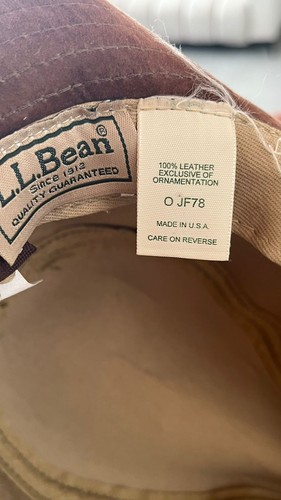 L.L.Bean®
Since 1912
QUALITY GUARANTEED
100% LEATHER
EXCLUSIVE OF
ORNAMENTATION
O JF78
MADE IN U.S.A.
CARE ON REVERSE